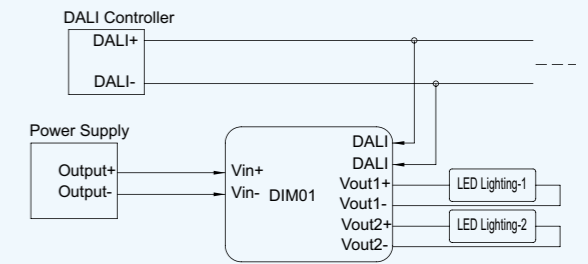 DALI Controller
DALI+
DALI-
Power Supply
Output+
Output-
Vin+
Vin-
DIM01
DALI
DALI
Vout1+
Vout1-
Vout2+
Vout2-
LED Lighting-1
LED Lighting-2